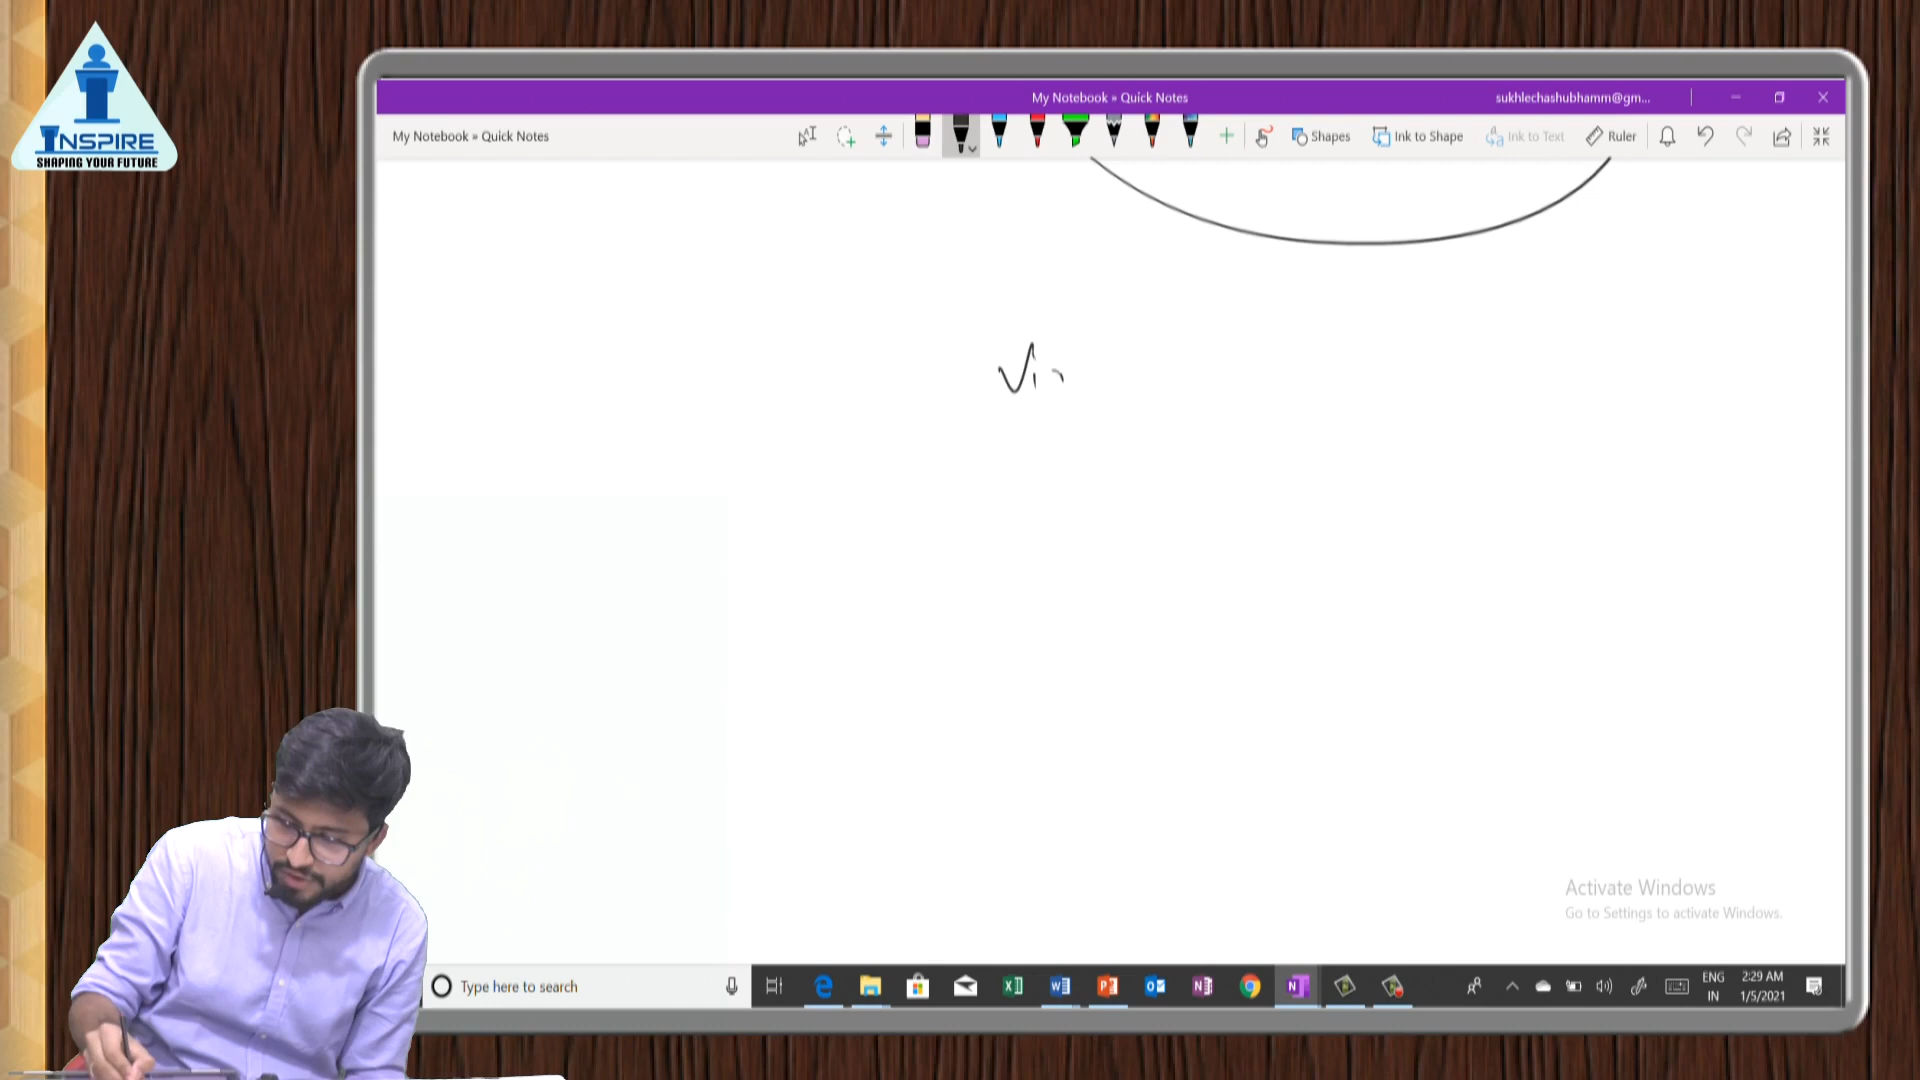 INSPIRE
SHAPING YOUR FUTURE
My Notebook » Quick Notes
sukhlechashubhamm@gm...
My Notebook » Quick Notes
Shapes
Ink to Shape
Ink to Text
Ruler
Vi
Activate Windows
Go to Settings to activate Windows.
Type here to search
ENG
IN
2:29 AM
1/5/2021